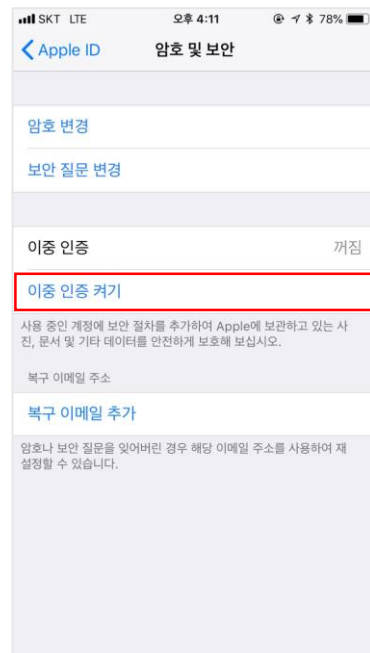 SKT LTE 오후 4:11 78%
Apple ID 암호 및 보안
암호 변경
보안 질문 변경
이중 인증 꺼짐
이중 인증 켜기
사용 중인 계정에 보안 절차를 추가하여 Apple에 보관하고 있는 사
진, 문서 및 기타 데이터를 안전하게 보호해 보십시오.
복구 이메일 주소
복구 이메일 추가
암호나 보안 질문을 잊어버린 경우 해당 이메일 주소를 사용하여 재
설정할 수 있습니다.